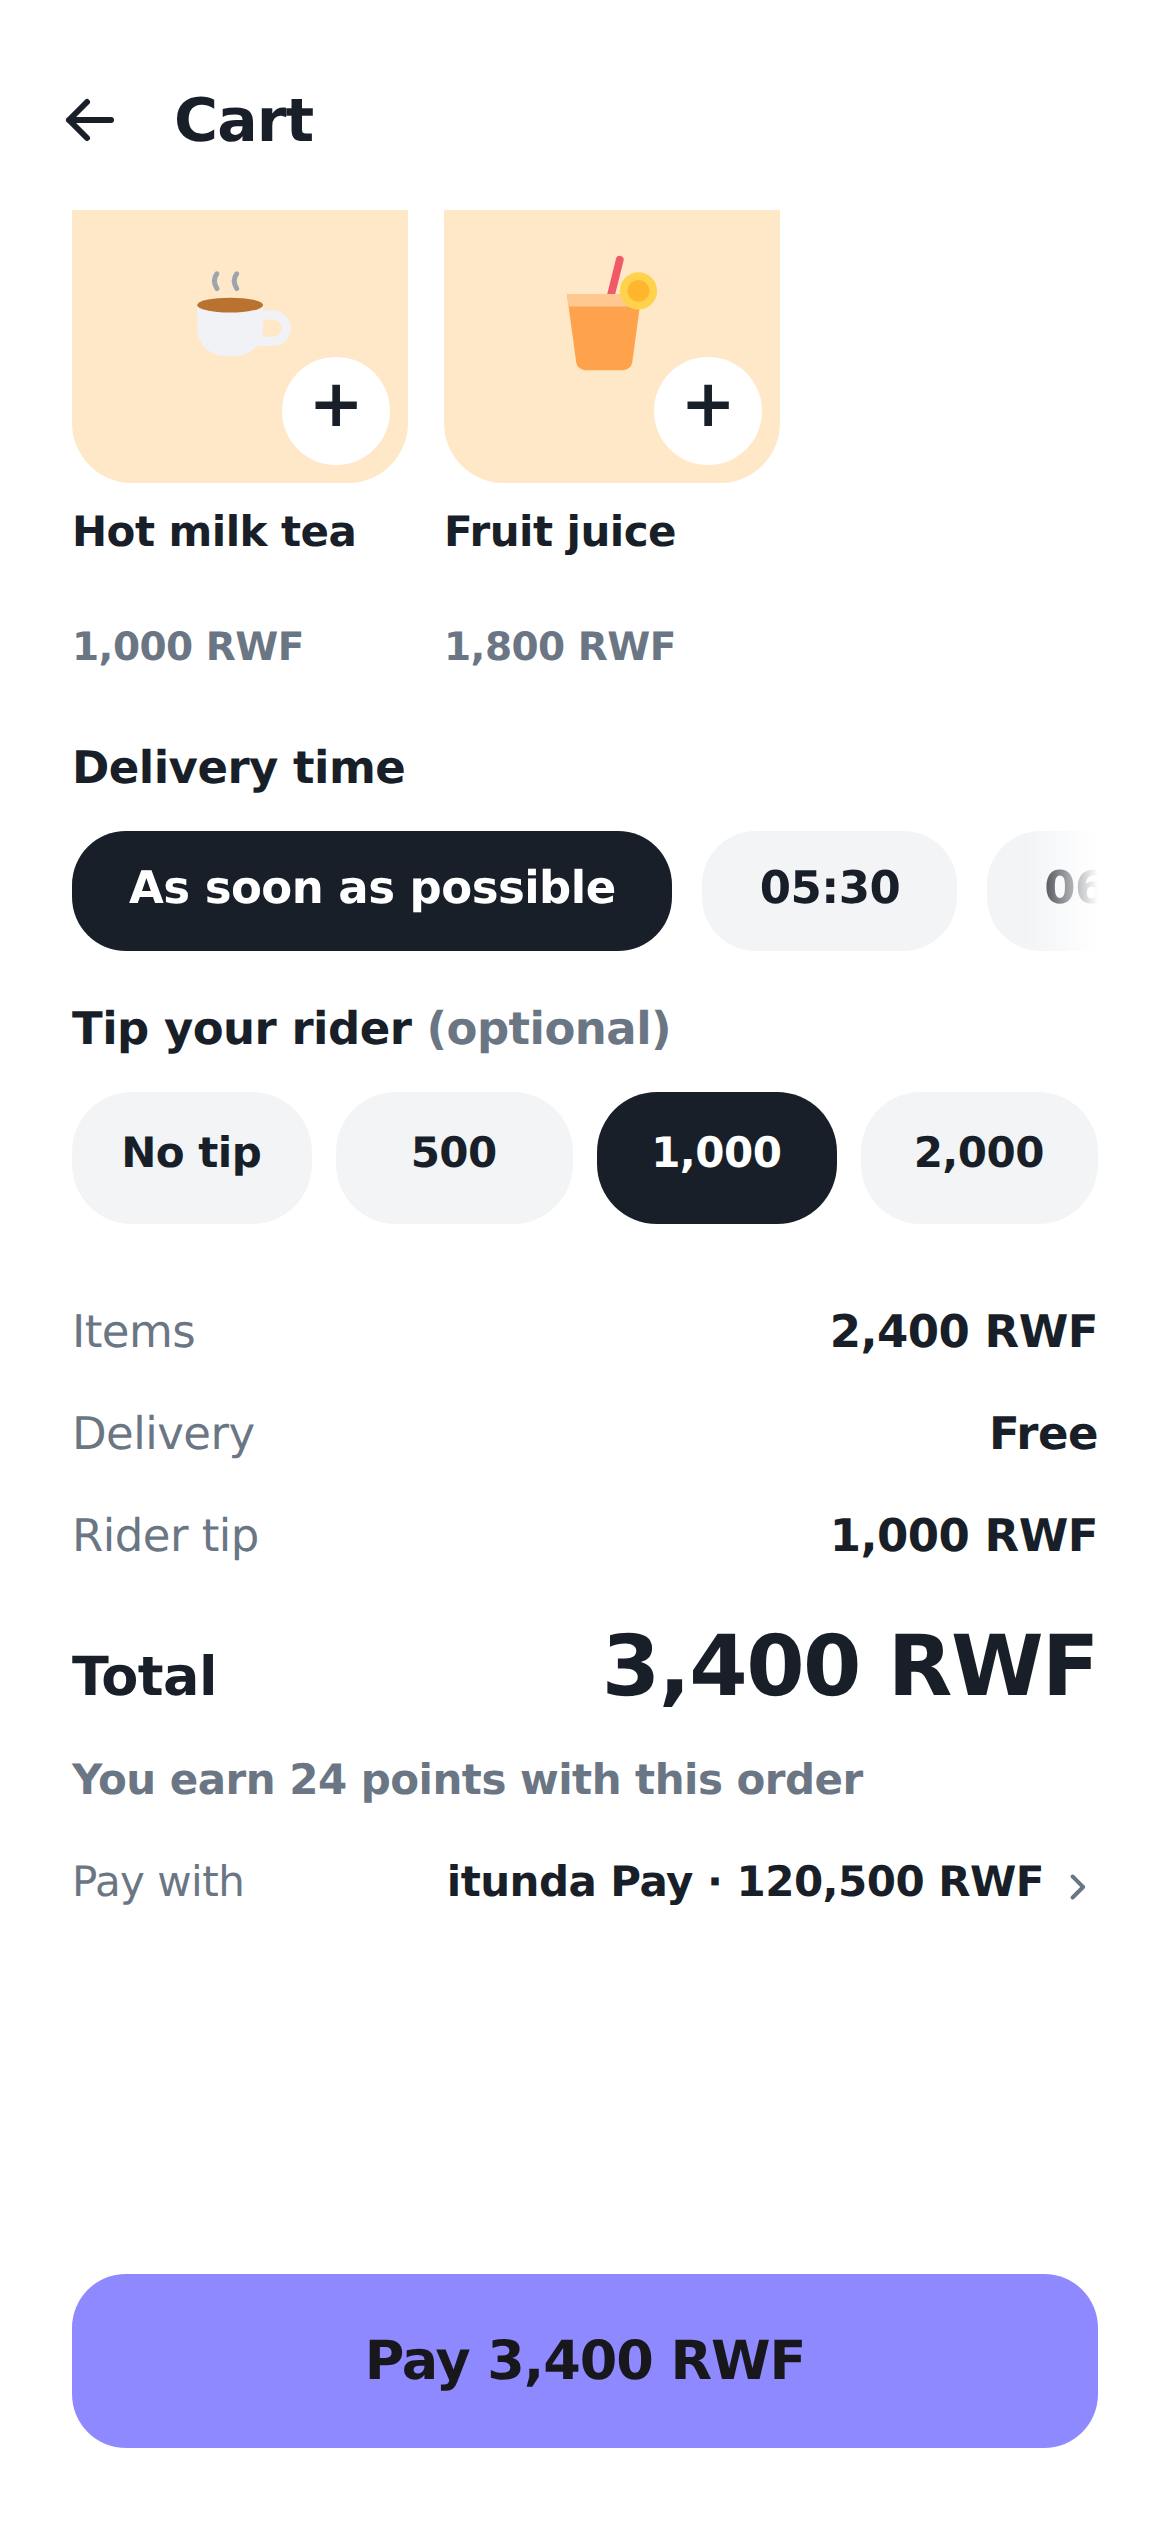 Cart
+ +
Hot milk tea Fruit juice
1,000 RWF 1,800 RWF
Delivery time
As soon as possible 05:30
Tip your rider (optional)
No tip 500 1,000 2,000
Items 2,400 RWF
Delivery Free
Rider tip 1,000 RWF
Total 3,400 RWF
You earn 24 points with this order
Pay with itunda Pay · 120,500 RWF
Pay 3,400 RWF